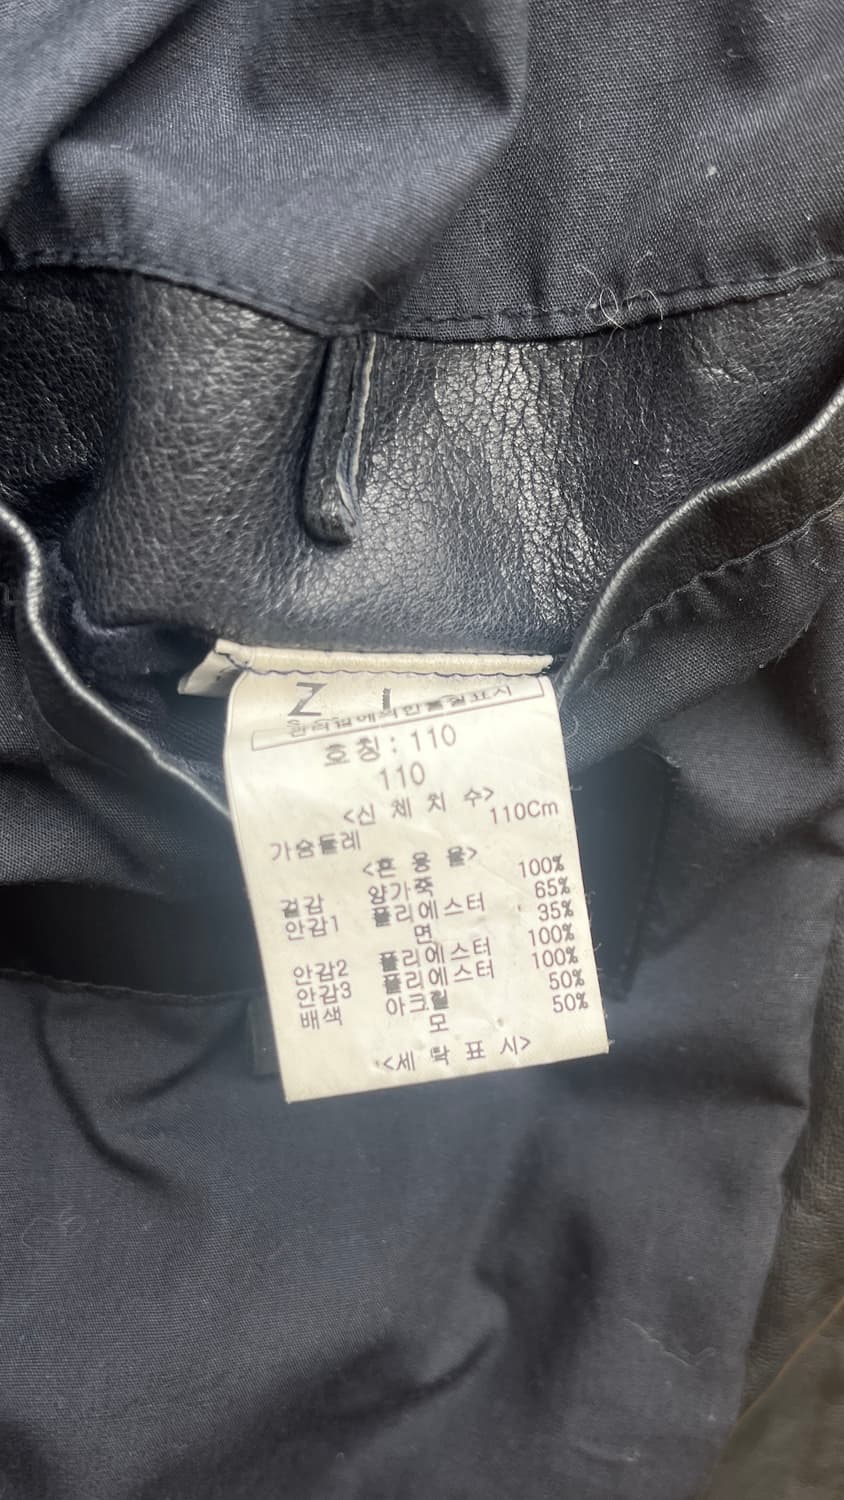 호칭: 110
110
<신 체 치 수>
가슴둘레 110Cm
<혼 용 율>
겉감 양가죽 100%
안감1 폴리에스터 65%
면 35%
안감2 폴리에스터 100%
안감3 폴리에스터 100%
배색 아크릴 50%
모 50%
<세 탁 표 시>